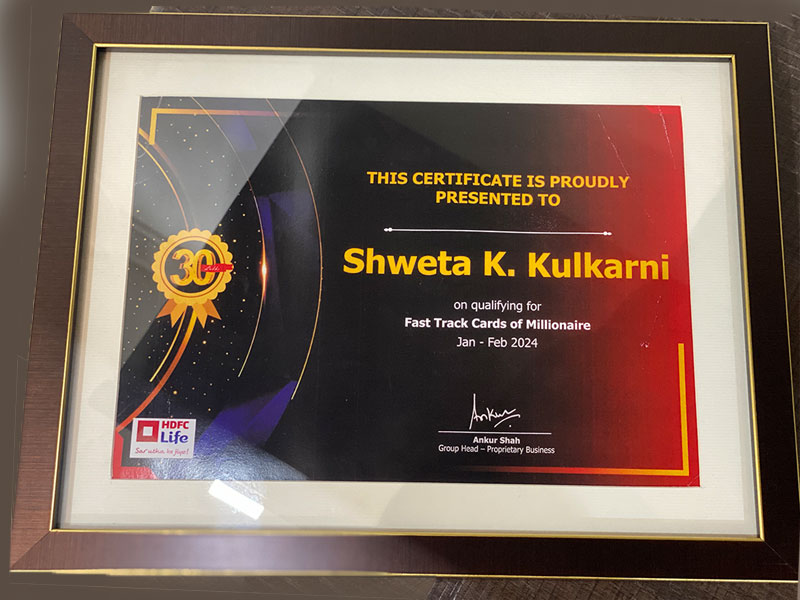 THIS CERTIFICATE IS PROUDLY
PRESENTED TO
Shweta K. Kulkarni
on qualifying for
Fast Track Cards of Millionaire
Jan - Feb 2024
30
HDFC
Life
Sar utha ke jiyo!
Ankur
Ankur Shah
Group Head – Proprietary Business